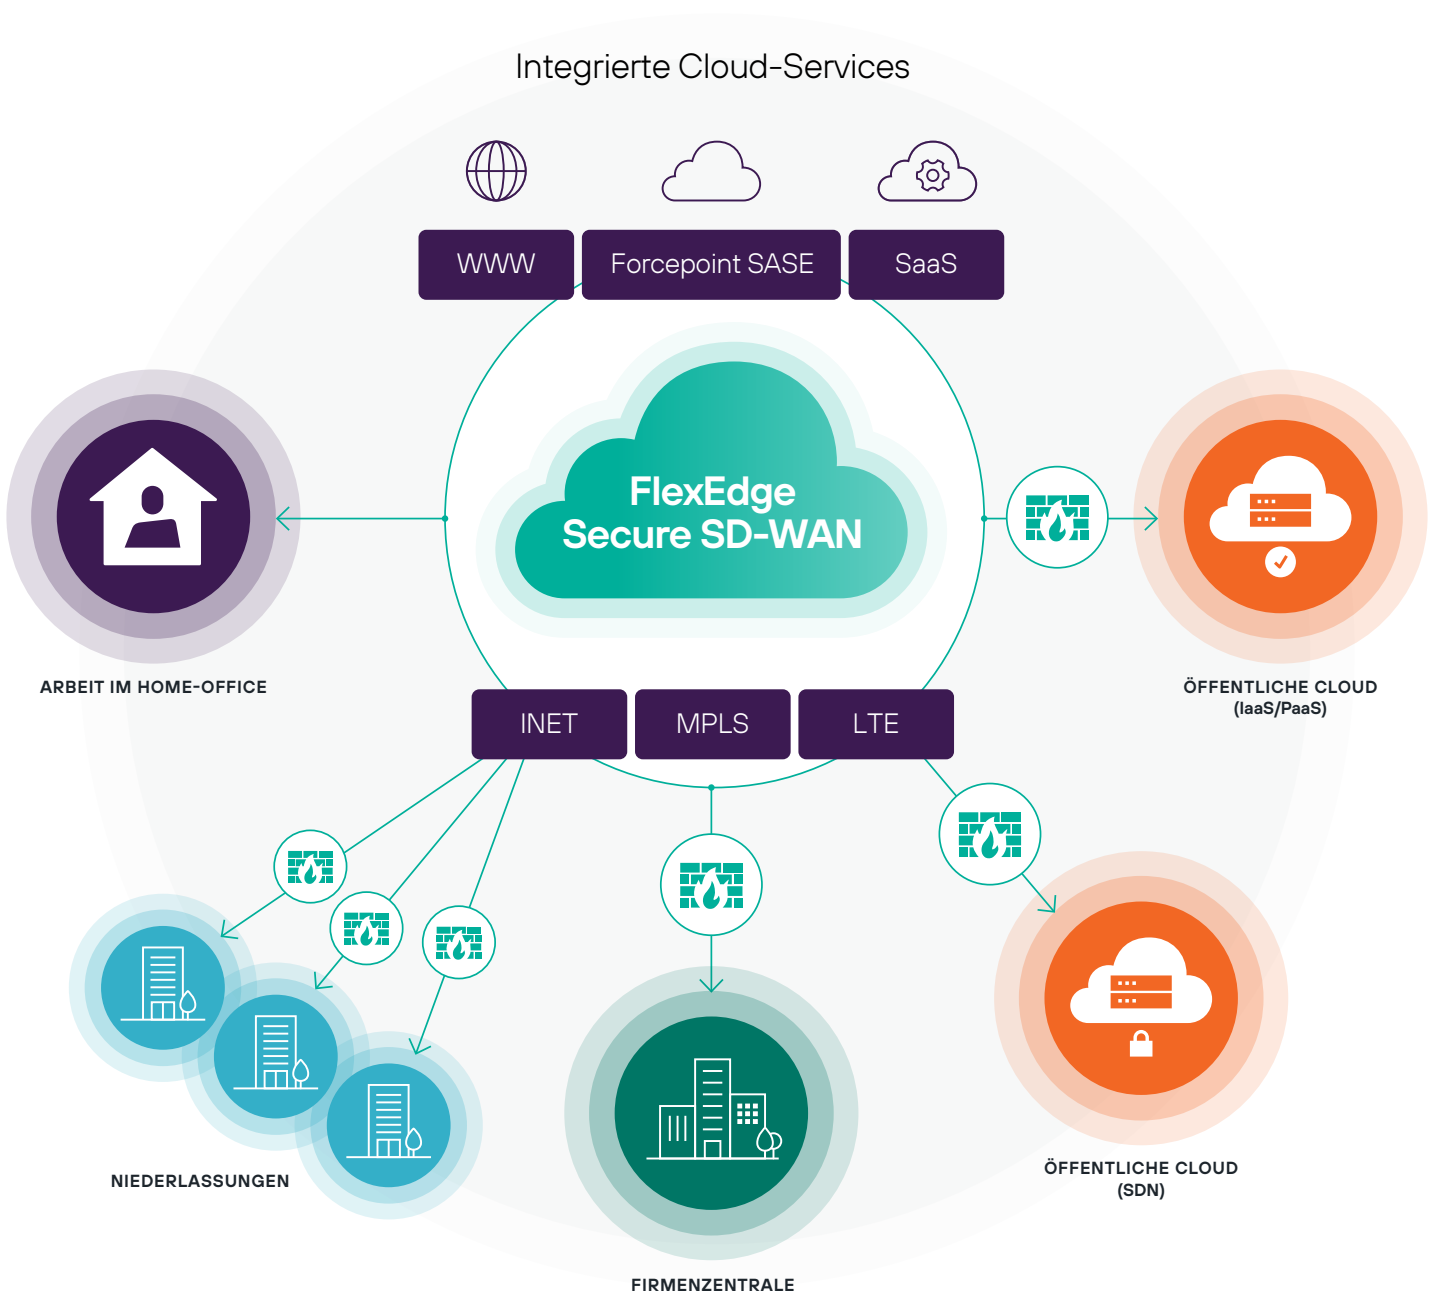 Integrierte Cloud-Services
WWW
Forcepoint SASE
SaaS
FlexEdge
Secure SD-WAN
ARBEIT IM HOME-OFFICE
ÖFFENTLICHE CLOUD
(IaaS/PaaS)
INET
MPLS
LTE
NIEDERLASSUNGEN
ÖFFENTLICHE CLOUD
(SDN)
FIRMENZENTRALE